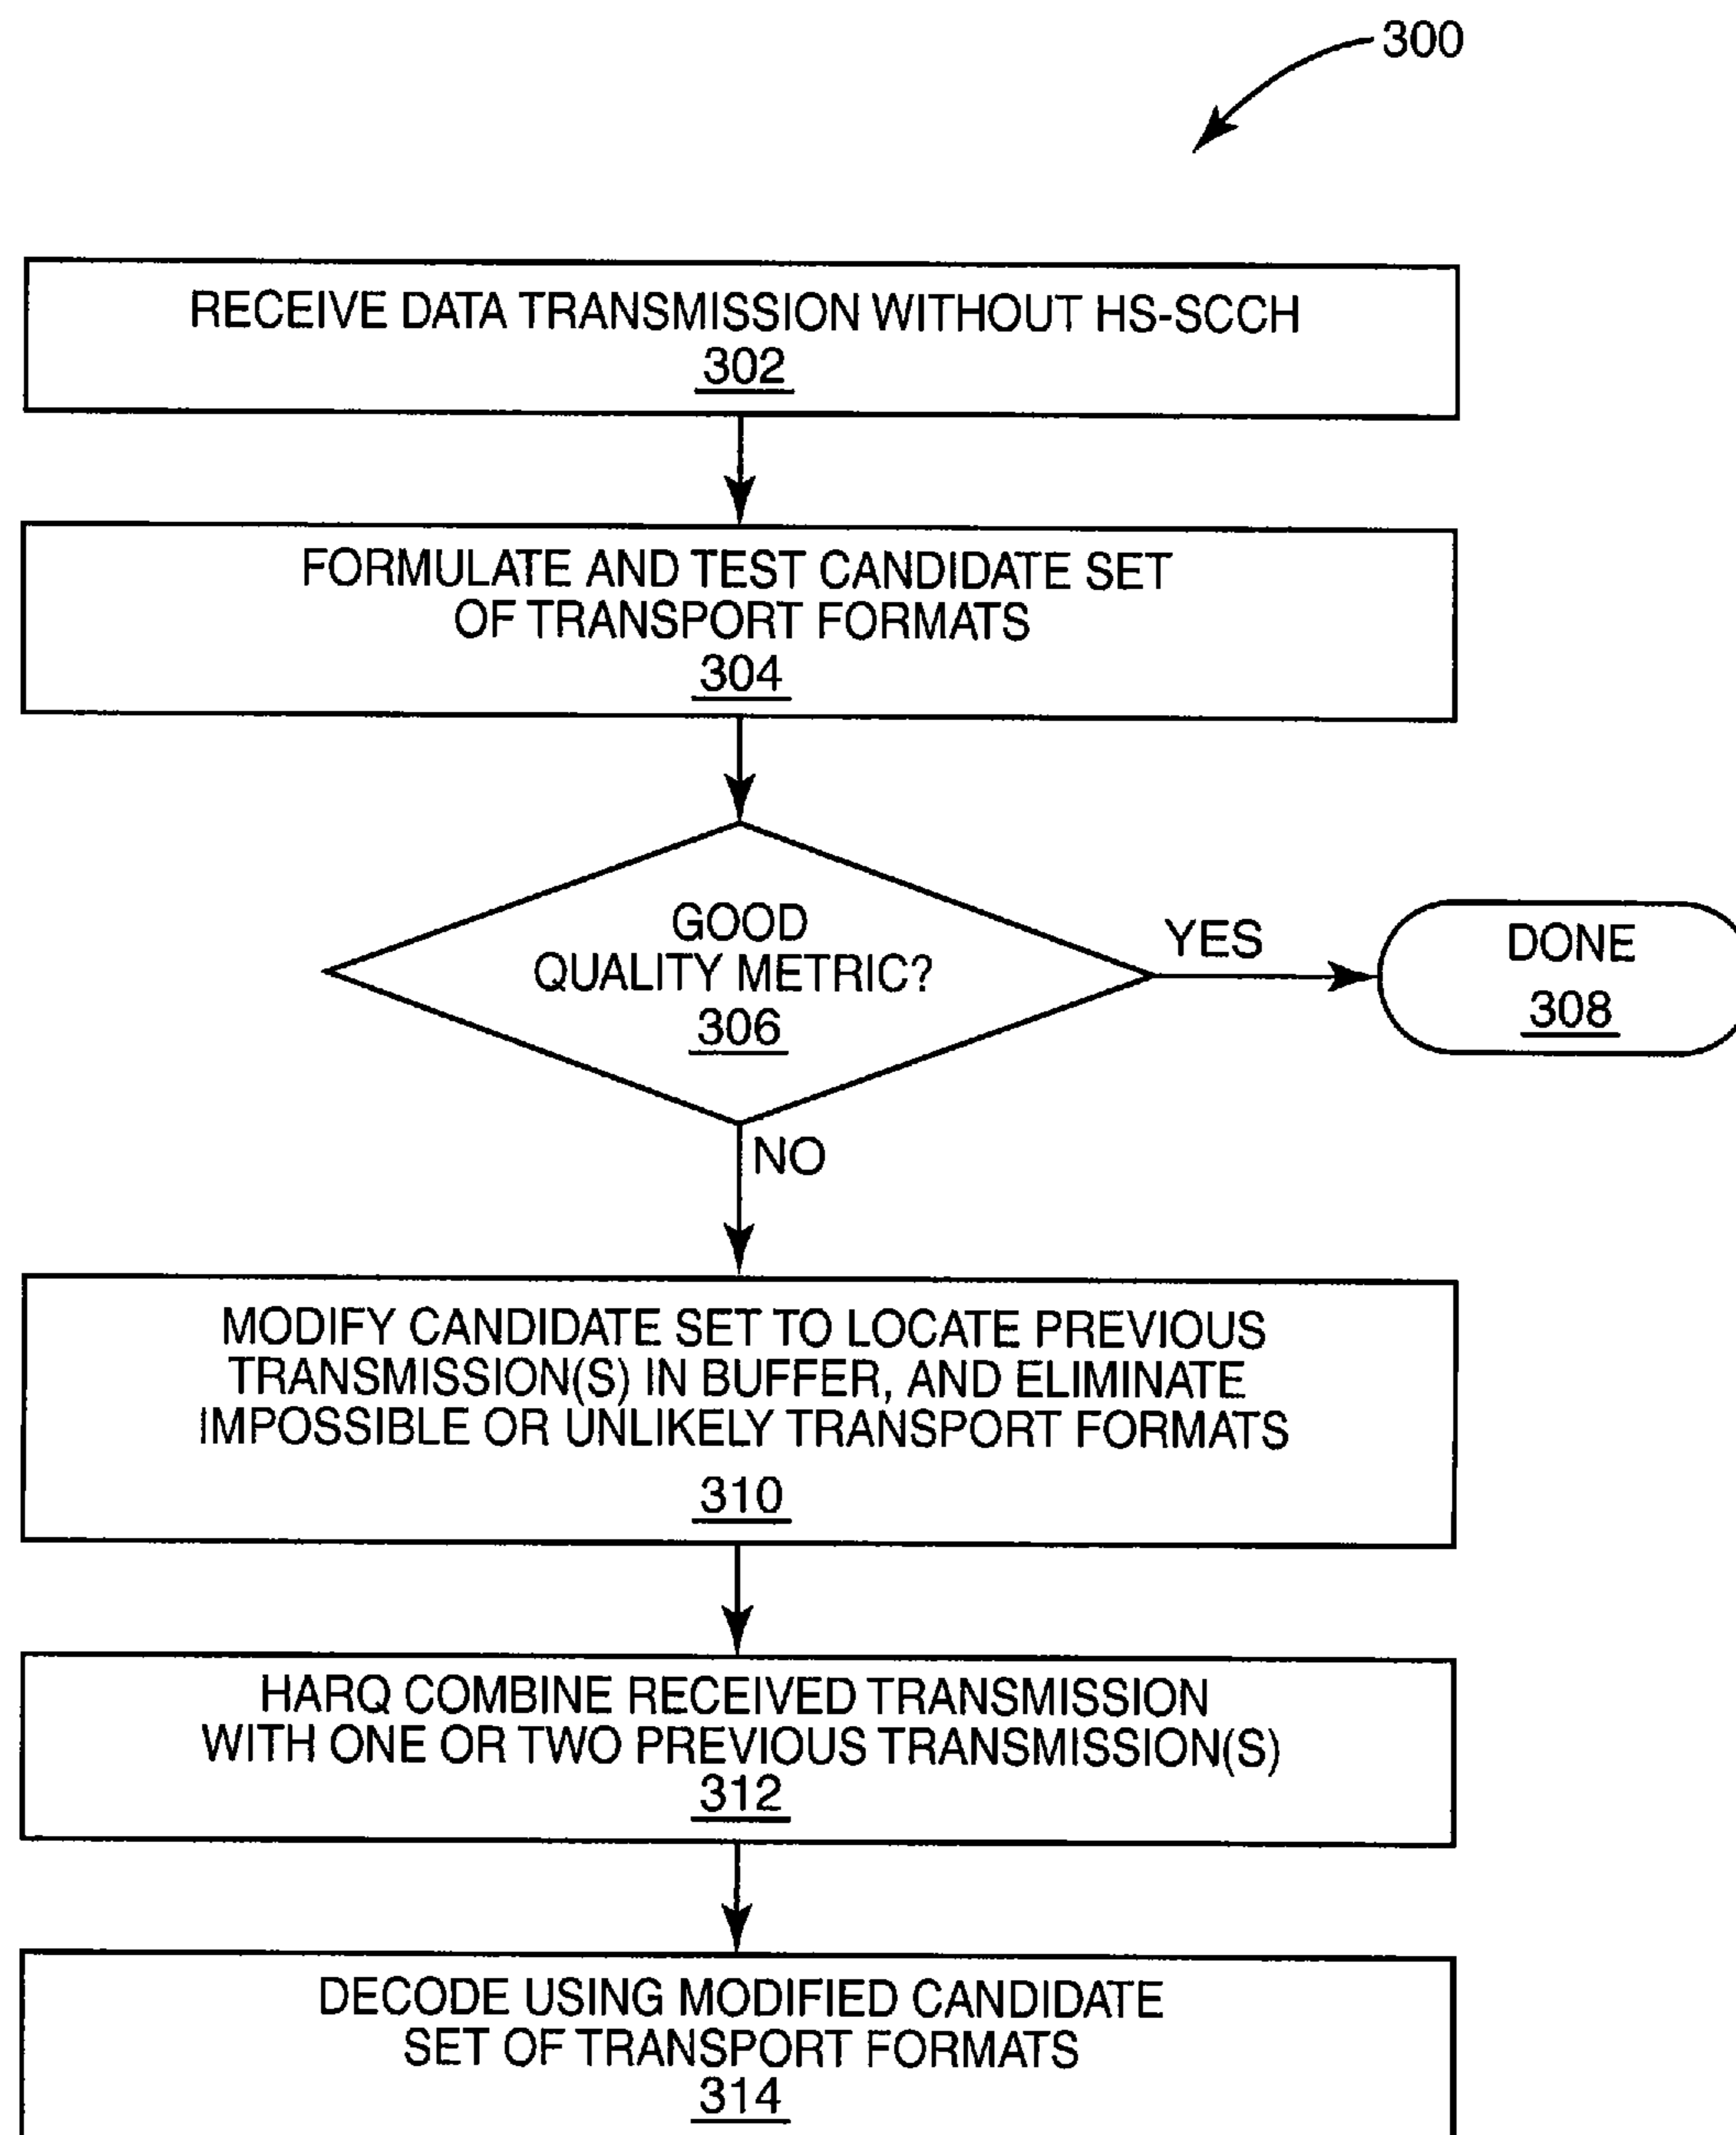 300
RECEIVE DATA TRANSMISSION WITHOUT HS-SCCH
302
FORMULATE AND TEST CANDIDATE SET
OF TRANSPORT FORMATS
304
GOOD
QUALITY METRIC?
306
YES
DONE
308
NO
MODIFY CANDIDATE SET TO LOCATE PREVIOUS
TRANSMISSION(S) IN BUFFER, AND ELIMINATE
IMPOSSIBLE OR UNLIKELY TRANSPORT FORMATS
310
HARQ COMBINE RECEIVED TRANSMISSION
WITH ONE OR TWO PREVIOUS TRANSMISSION(S)
312
DECODE USING MODIFIED CANDIDATE
SET OF TRANSPORT FORMATS
314